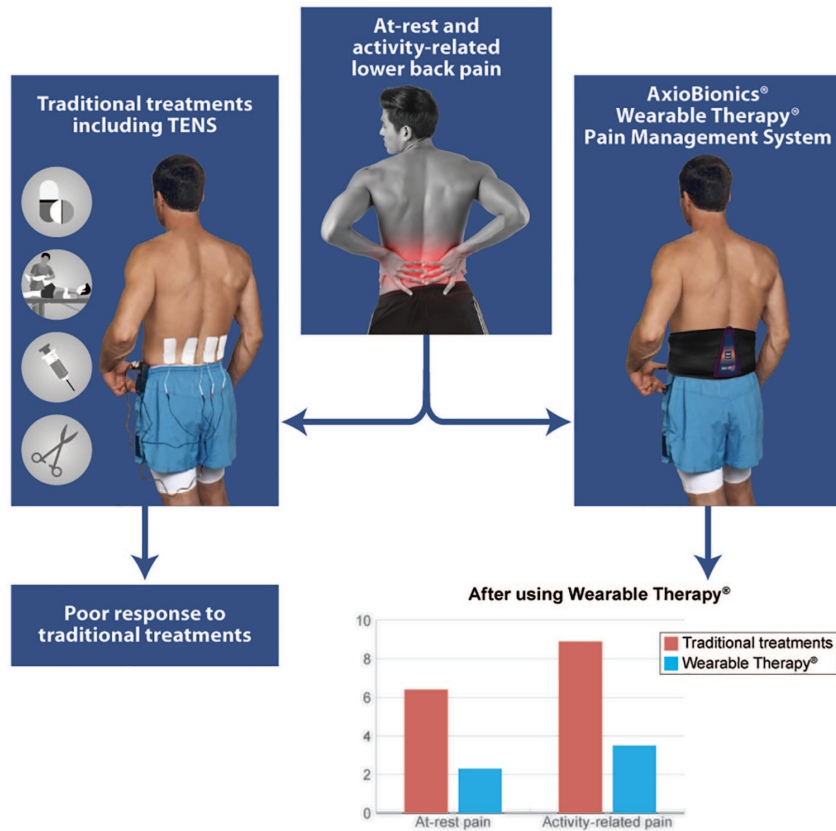 At-rest and
activity-related
lower back pain
Traditional treatments
including TENS
AxioBionics®
Wearable Therapy®
Pain Management System
Poor response to
traditional treatments
After using Wearable Therapy®
10
8
6
4
2
0
Traditional treatments
Wearable Therapy®
At-rest pain
Activity-related pain